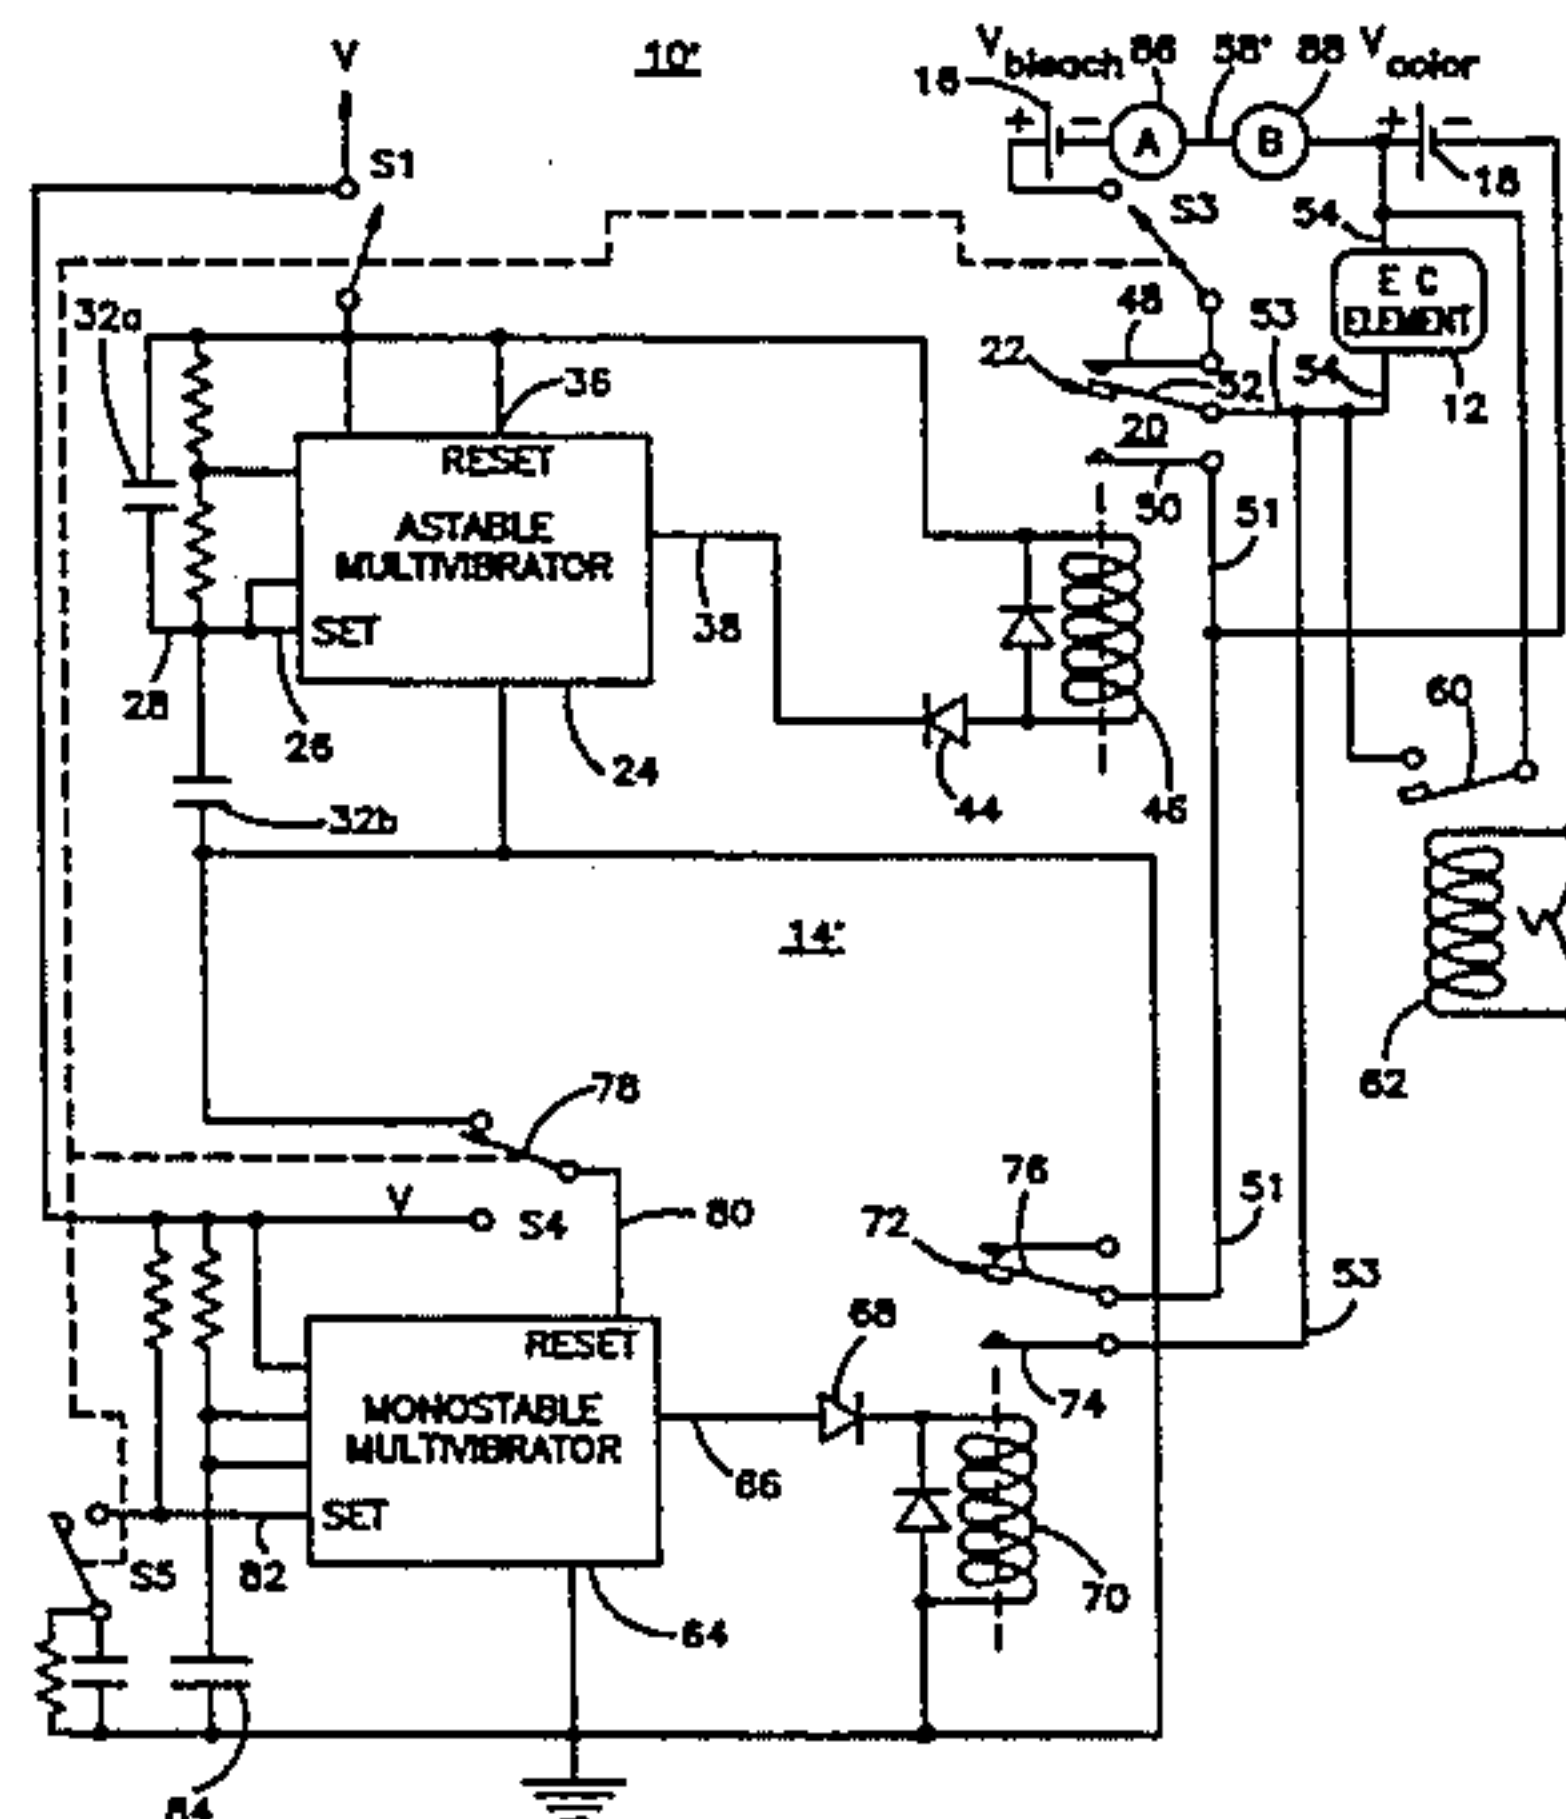 V
10"
V bleach
86
58'
88
V color
16
+ - A B + -
S1
S3
18
54
E C
ELEMENT
32a
48
53
22
52
54
12
36
20
RESET
50
51
ASTABLE
MULTIVIBRATOR
38
SET
28
26
60
24
44
46
32b
14"
62
78
76
51
V
S4
80
72
53
68
RESET
74
MONOSTABLE
MULTIVIBRATOR
66
SET
S5
82
70
64
84